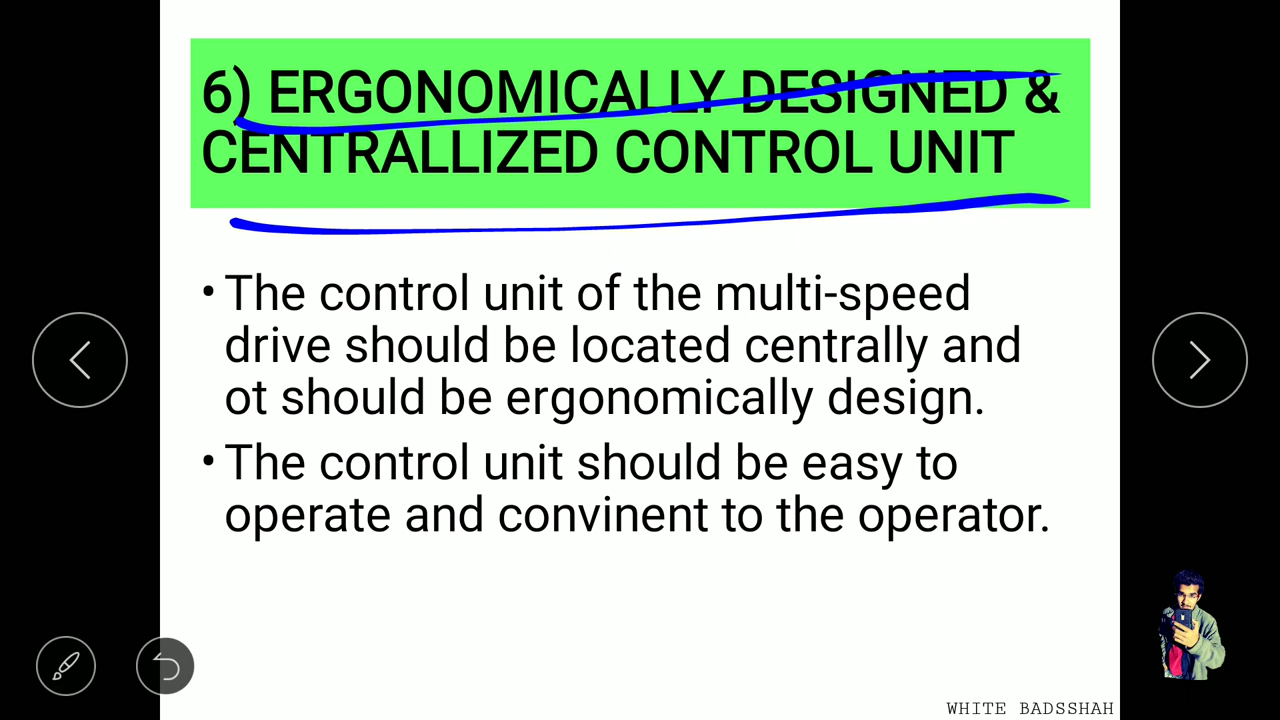 6) ERGONOMICALLY DESIGNED &
CENTRALLIZED CONTROL UNIT
• The control unit of the multi-speed
drive should be located centrally and
ot should be ergonomically design.
• The control unit should be easy to
operate and convinent to the operator.
WHITE BADSSHAH